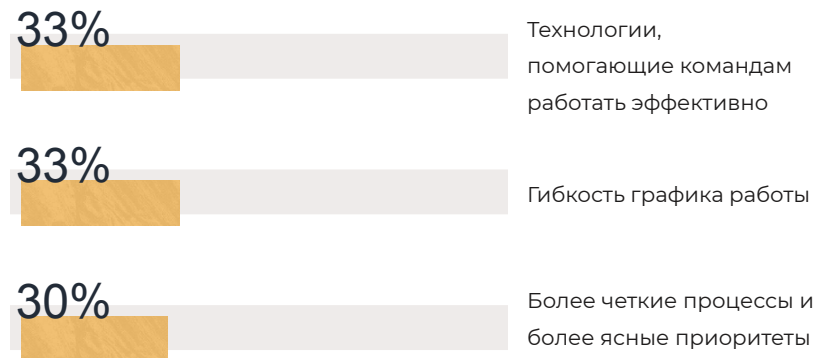 33%
Технологии,
помогающие командам
работать эффективно
33%
Гибкость графика работы
30%
Более четкие процессы и
более ясные приоритеты